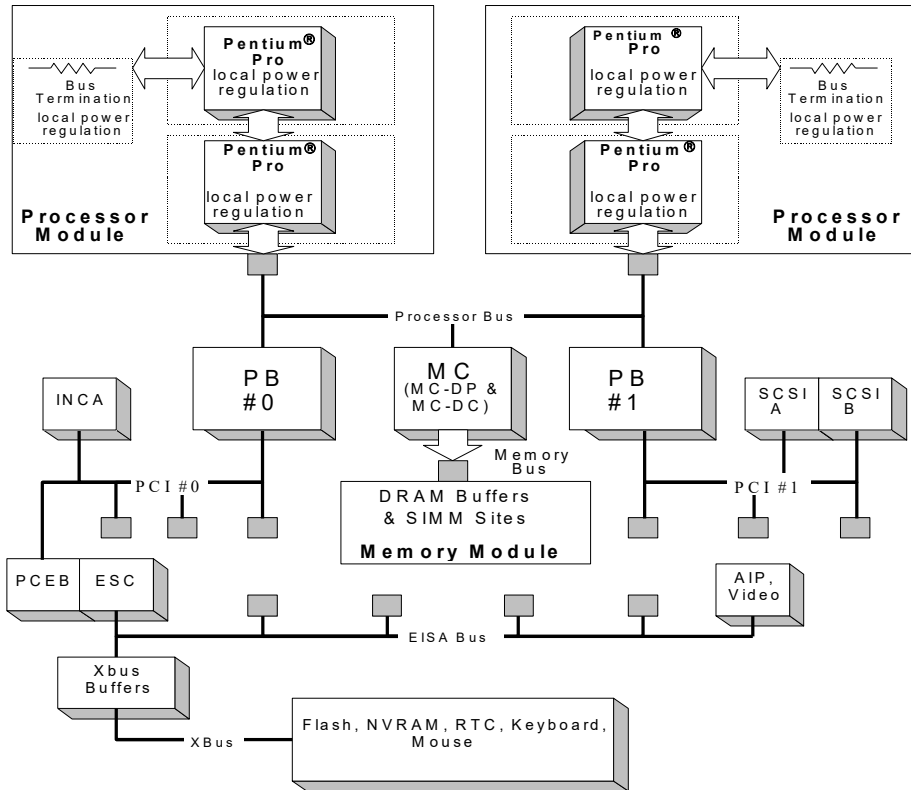 Pentium®
Pro
local power
regulation
Bus
Termination
local power
regulation
Pentium®
Pro
local power
regulation
Processor
Module
Pentium®
Pro
local power
regulation
Bus
Termination
local power
regulation
Pentium®
Pro
local power
regulation
Processor
Module
Processor Bus
PB
#0
MC
(MC-DP &
MC-DC)
PB
#1
INCA
SCSI
A
SCSI
B
Memory
Bus
PCI #0
PCI #1
DRAM Buffers
& SIMM Sites
Memory Module
PCEB
ESC
AIP,
Video
EISA Bus
Xbus
Buffers
XBus
Flash, NVRAM, RTC, Keyboard,
Mouse